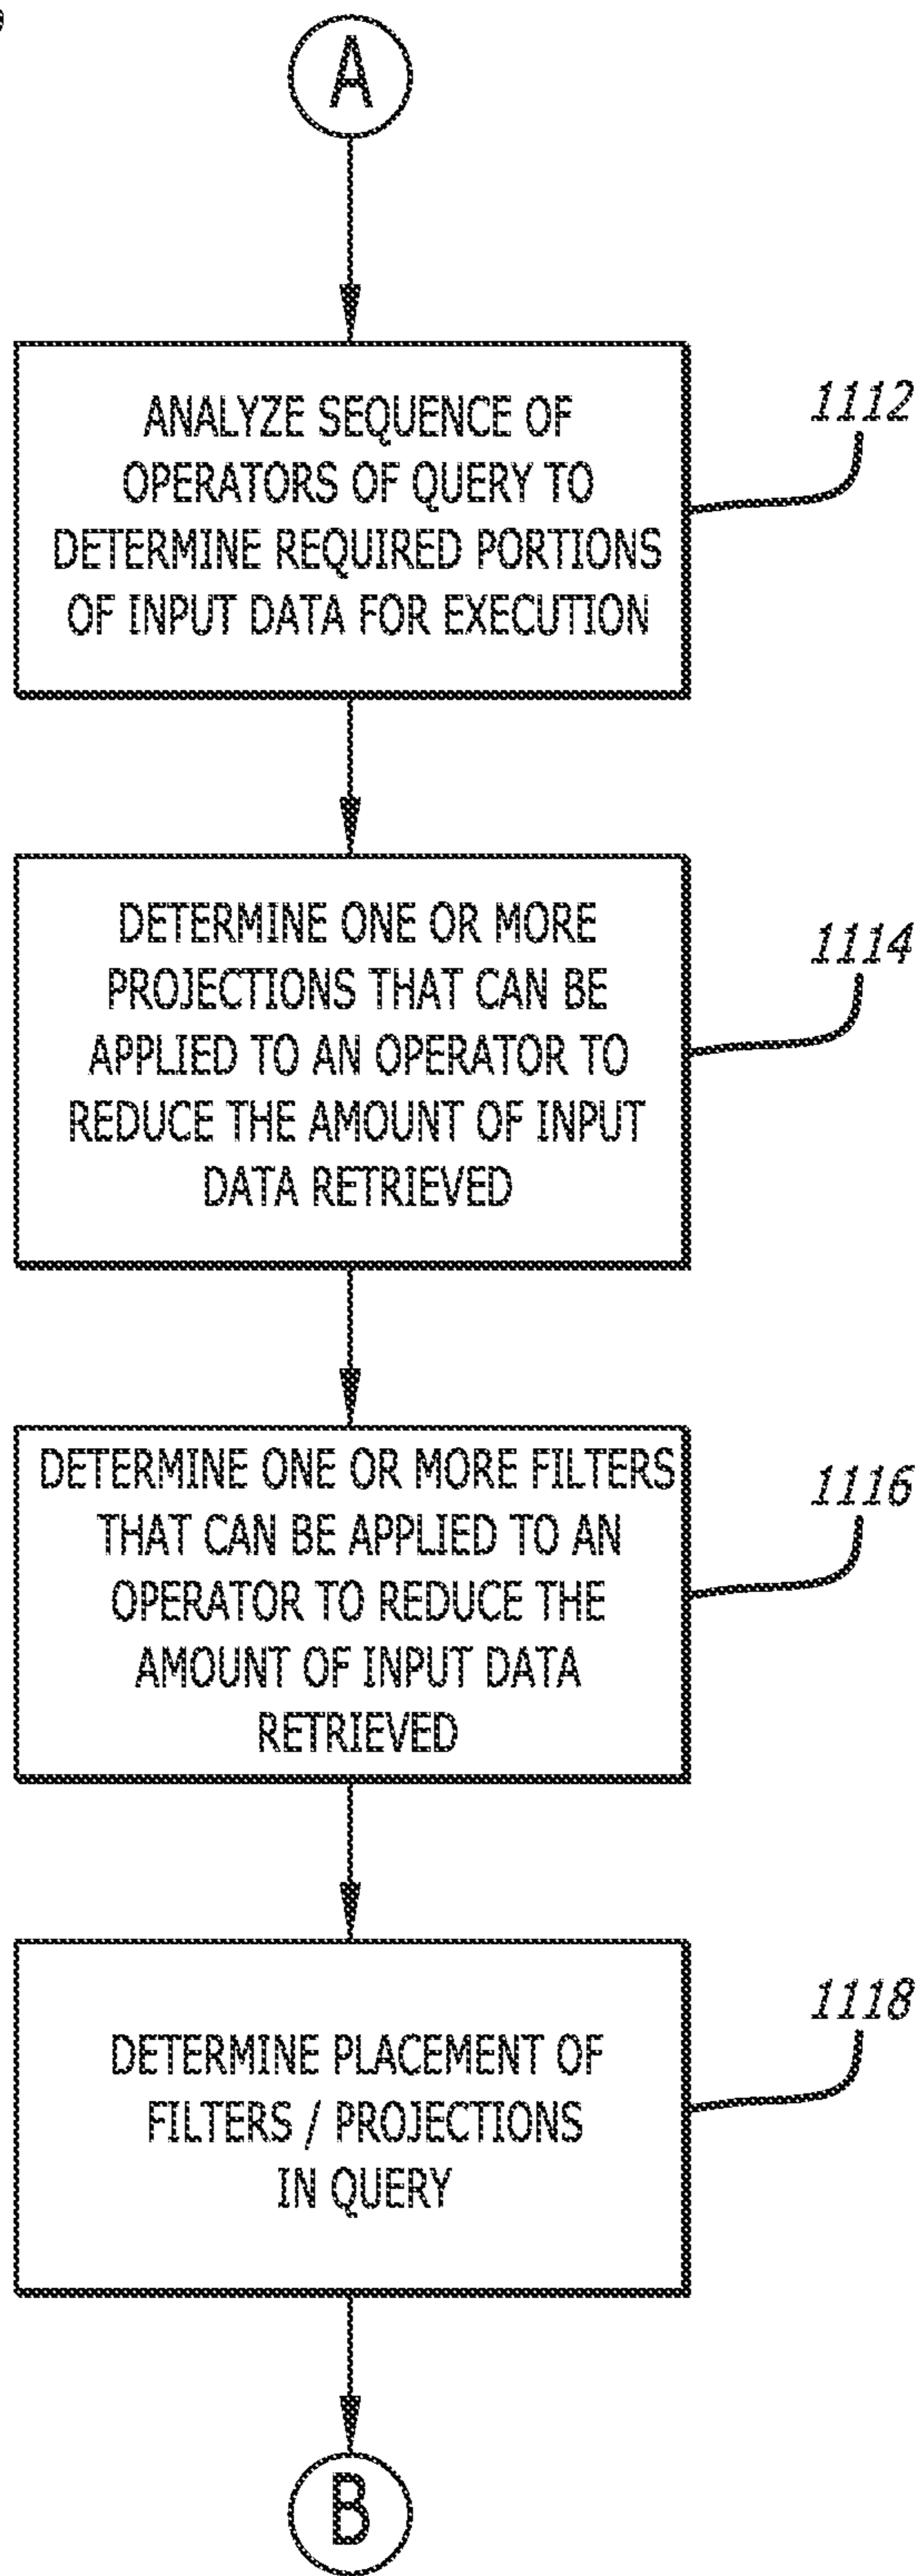 A
ANALYZE SEQUENCE OF
OPERATORS OF QUERY TO
DETERMINE REQUIRED PORTIONS
OF INPUT DATA FOR EXECUTION
1112
DETERMINE ONE OR MORE
PROJECTIONS THAT CAN BE
APPLIED TO AN OPERATOR TO
REDUCE THE AMOUNT OF INPUT
DATA RETRIEVED
1114
DETERMINE ONE OR MORE FILTERS
THAT CAN BE APPLIED TO AN
OPERATOR TO REDUCE THE
AMOUNT OF INPUT DATA
RETRIEVED
1116
DETERMINE PLACEMENT OF
FILTERS / PROJECTIONS
IN QUERY
1118
B